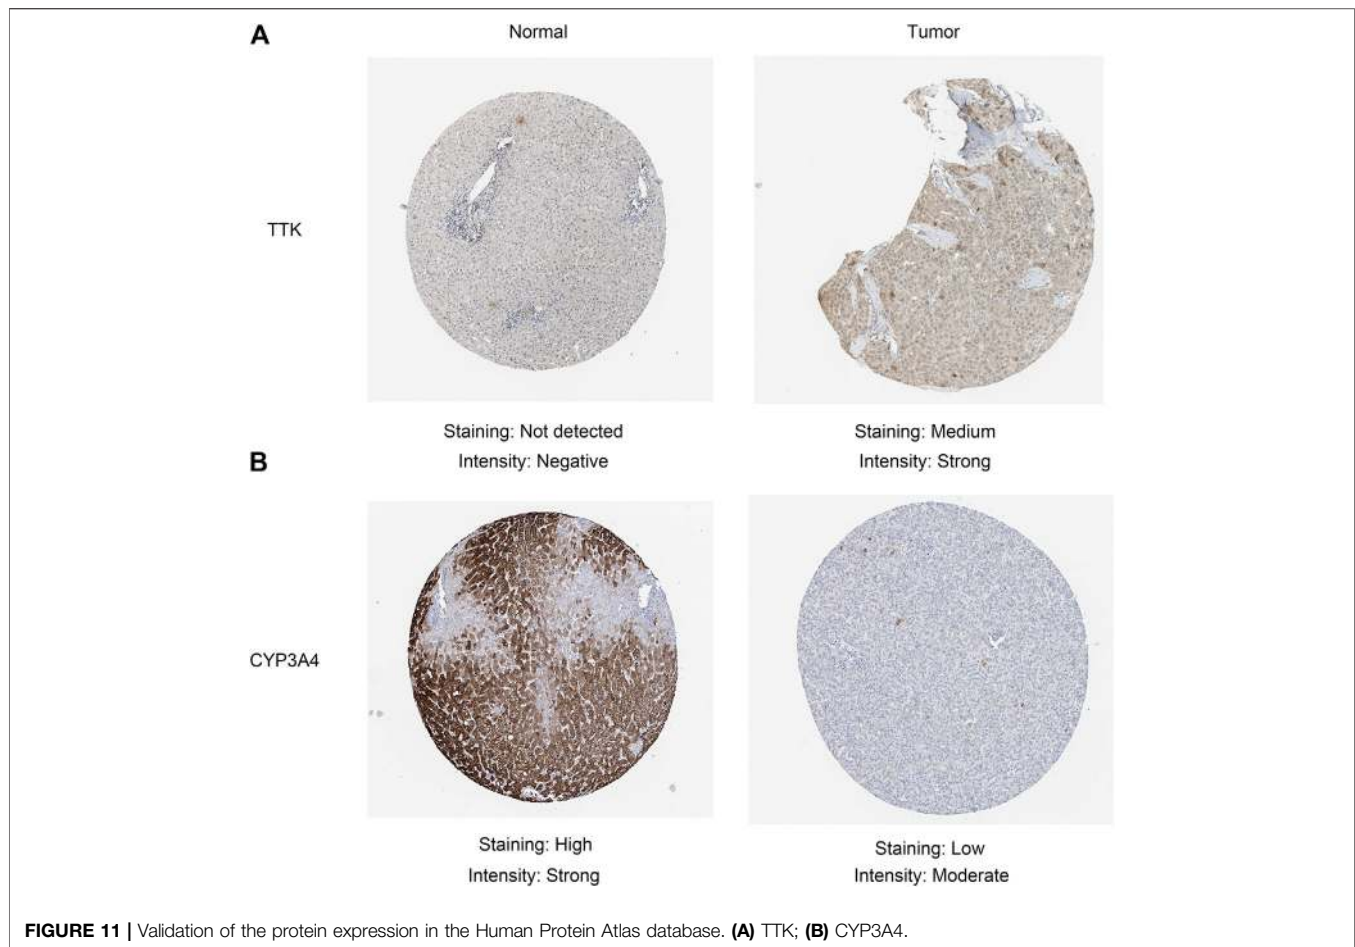 A
Normal
Tumor
TTK
Staining: Not detected
Intensity: Negative
Staining: Medium
Intensity: Strong
B
CYP3A4
Staining: High
Intensity: Strong
Staining: Low
Intensity: Moderate
FIGURE 11 | Validation of the protein expression in the Human Protein Atlas database. (A) TTK; (B) CYP3A4.